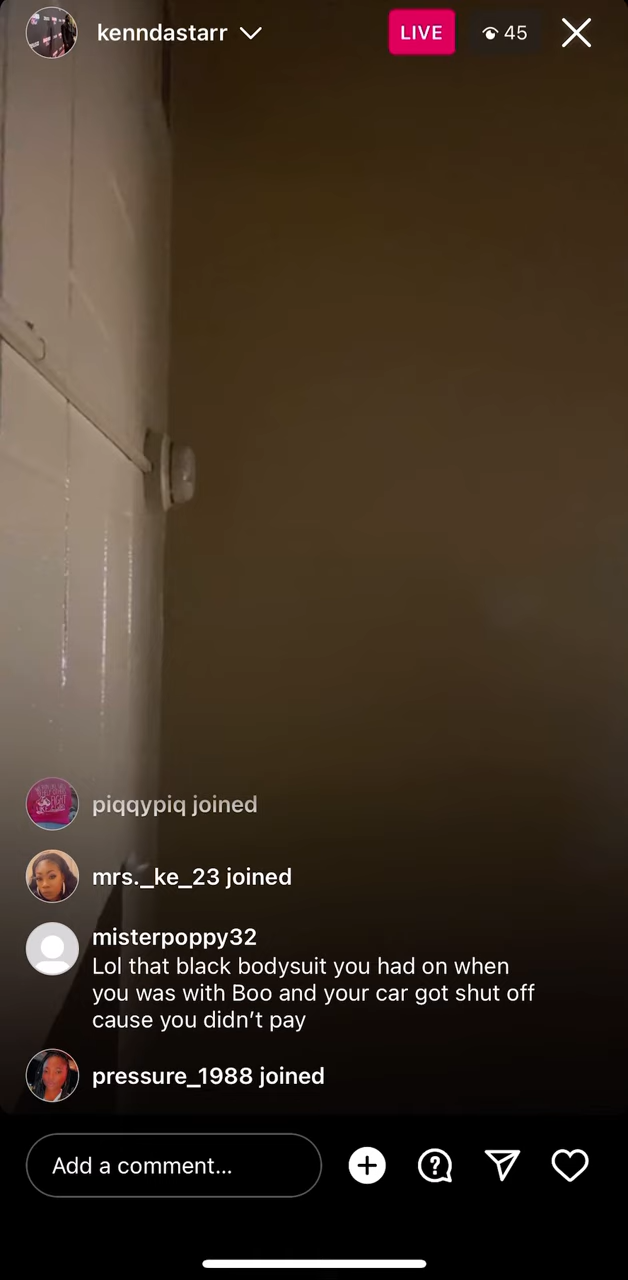 kenndastarr
LIVE
45
piqqypiq joined
mrs._ke_23 joined
misterpoppy32
Lol that black bodysuit you had on when
you was with Boo and your car got shut off
cause you didn’t pay
pressure_1988 joined
Add a comment...